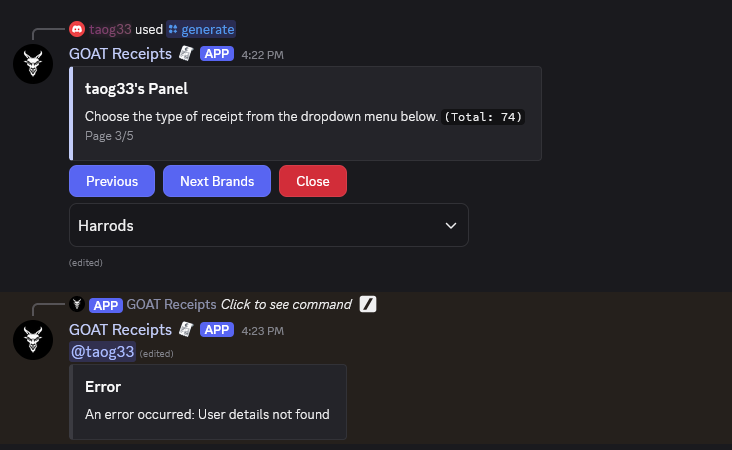 taog33 used generate
GOAT Receipts APP 4:22 PM
taog33's Panel
Choose the type of receipt from the dropdown menu below. (Total: 74)
Page 3/5
Previous Next Brands Close
Harrods
(edited)
APP GOAT Receipts Click to see command
GOAT Receipts APP 4:23 PM
@taog33 (edited)
Error
An error occurred: User details not found